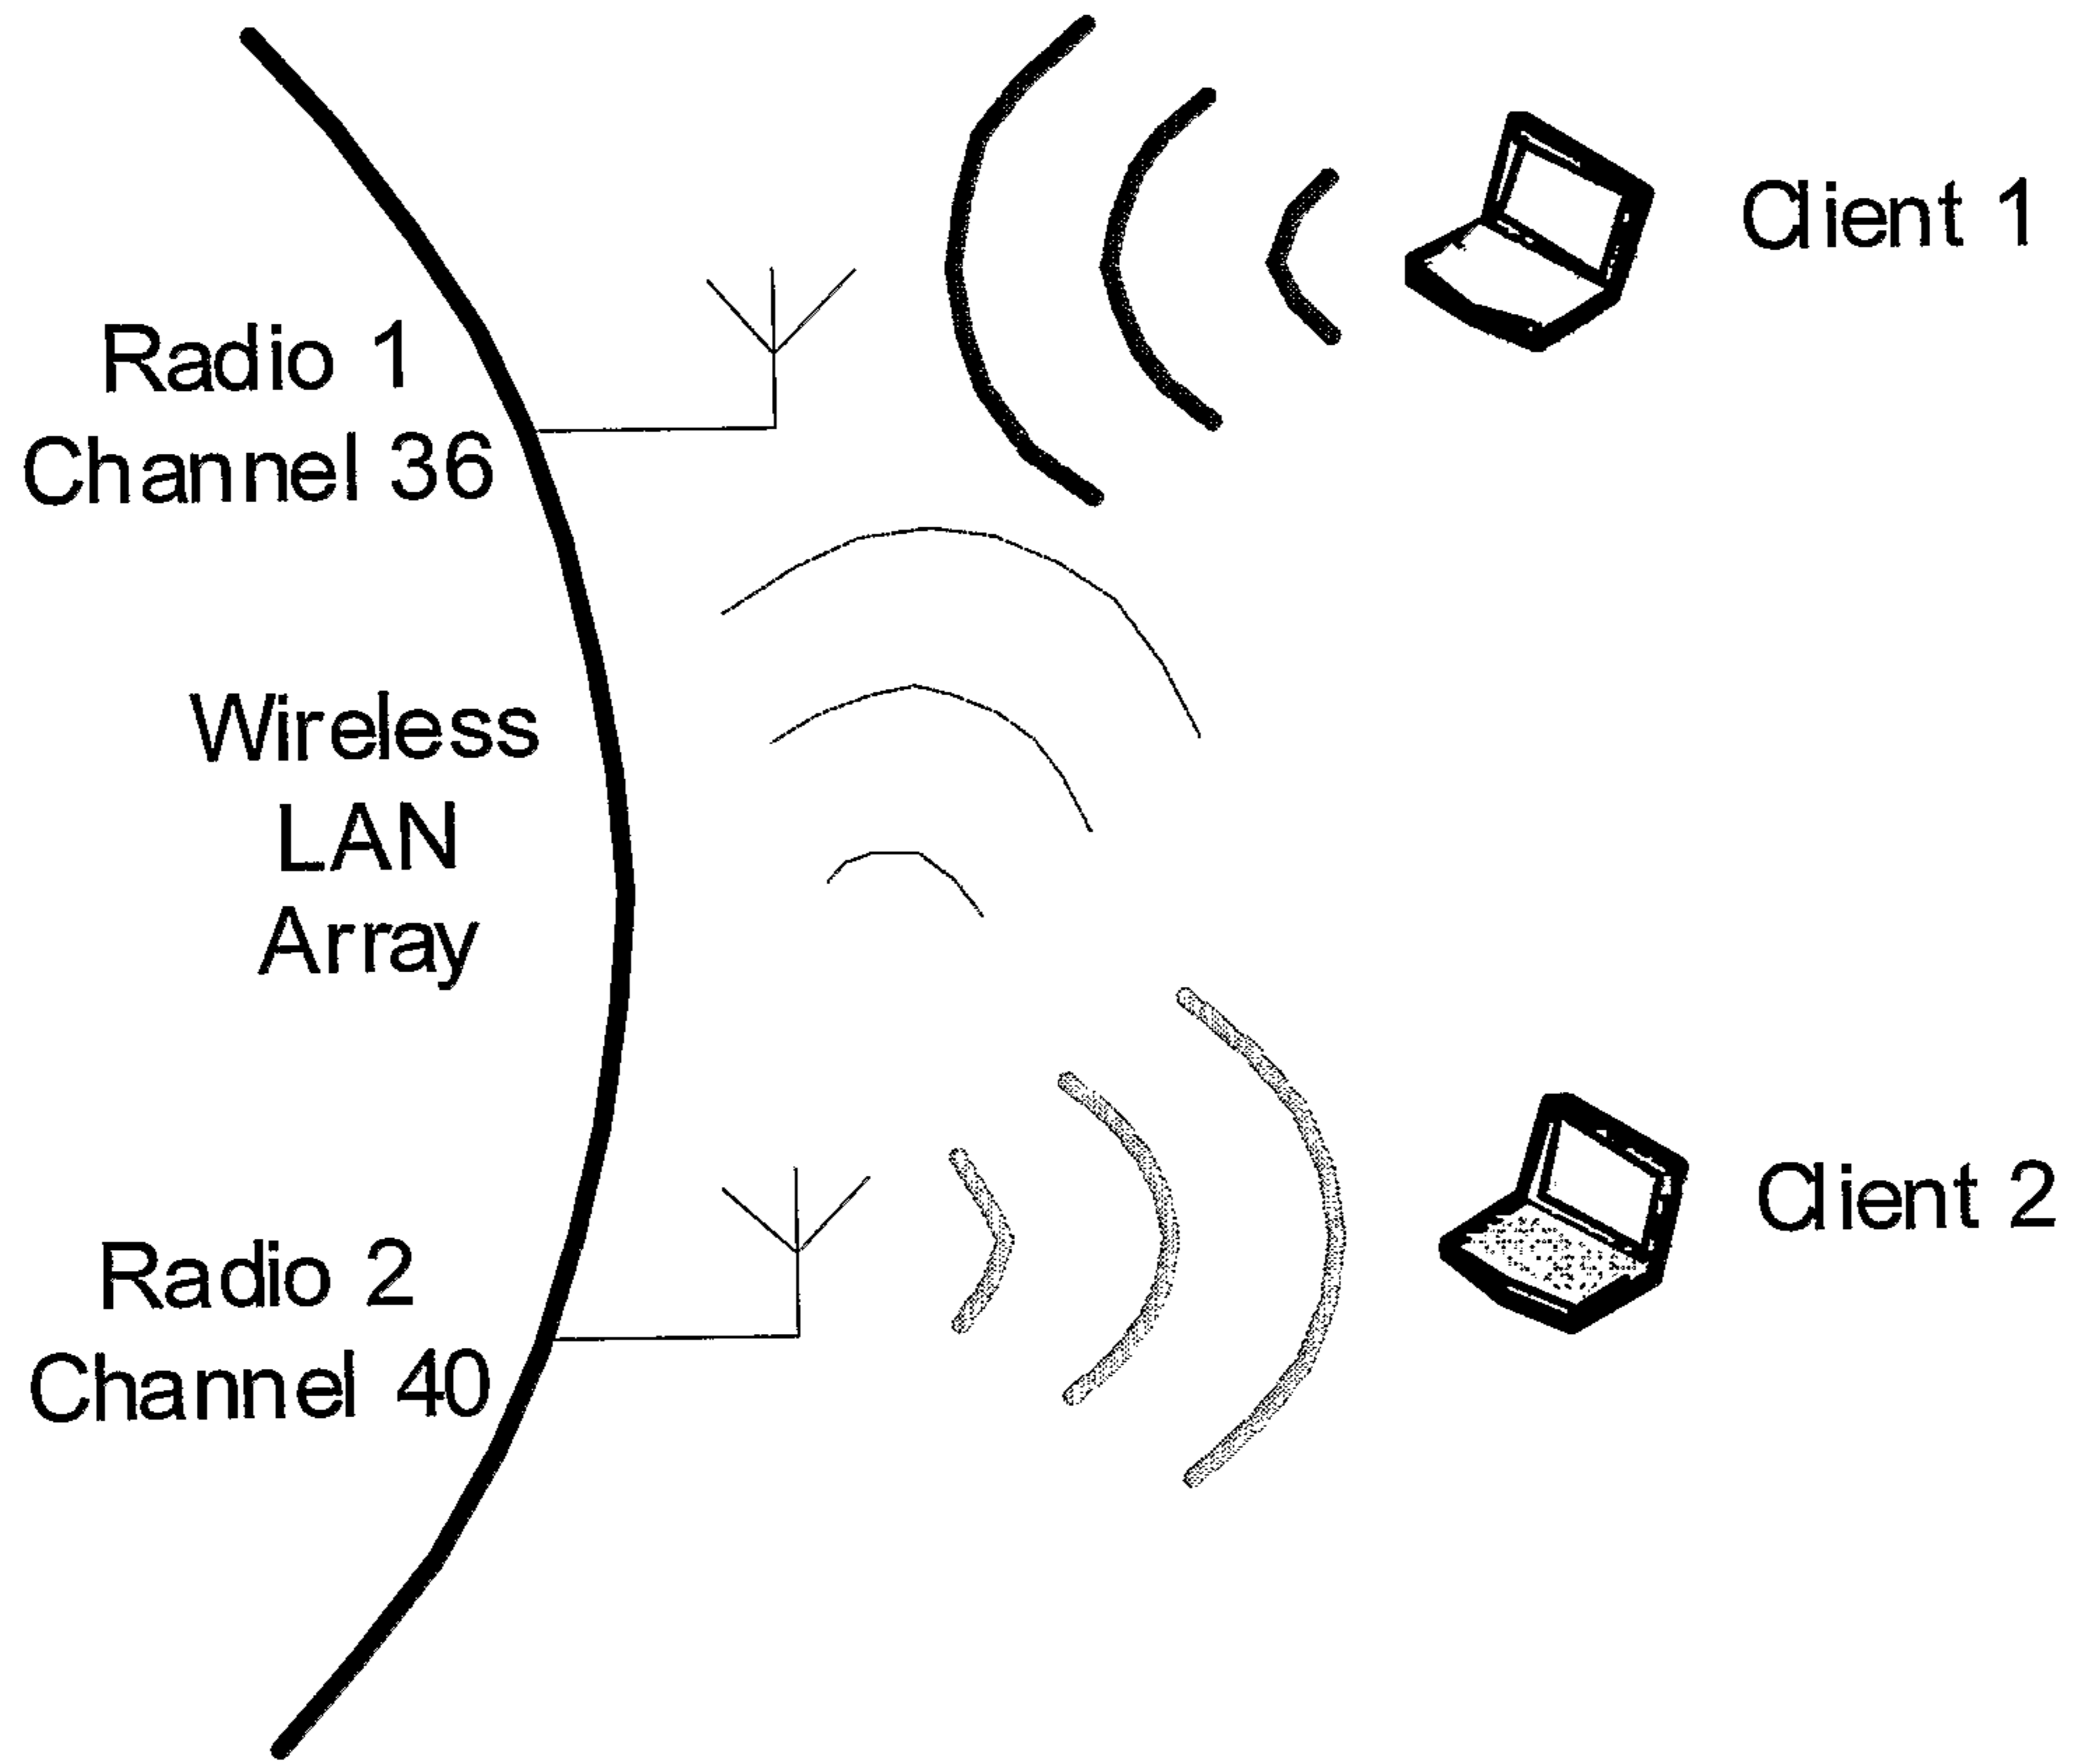 Client 1
Radio 1
Channel 36
Wireless
LAN
Array
Client 2
Radio 2
Channel 40